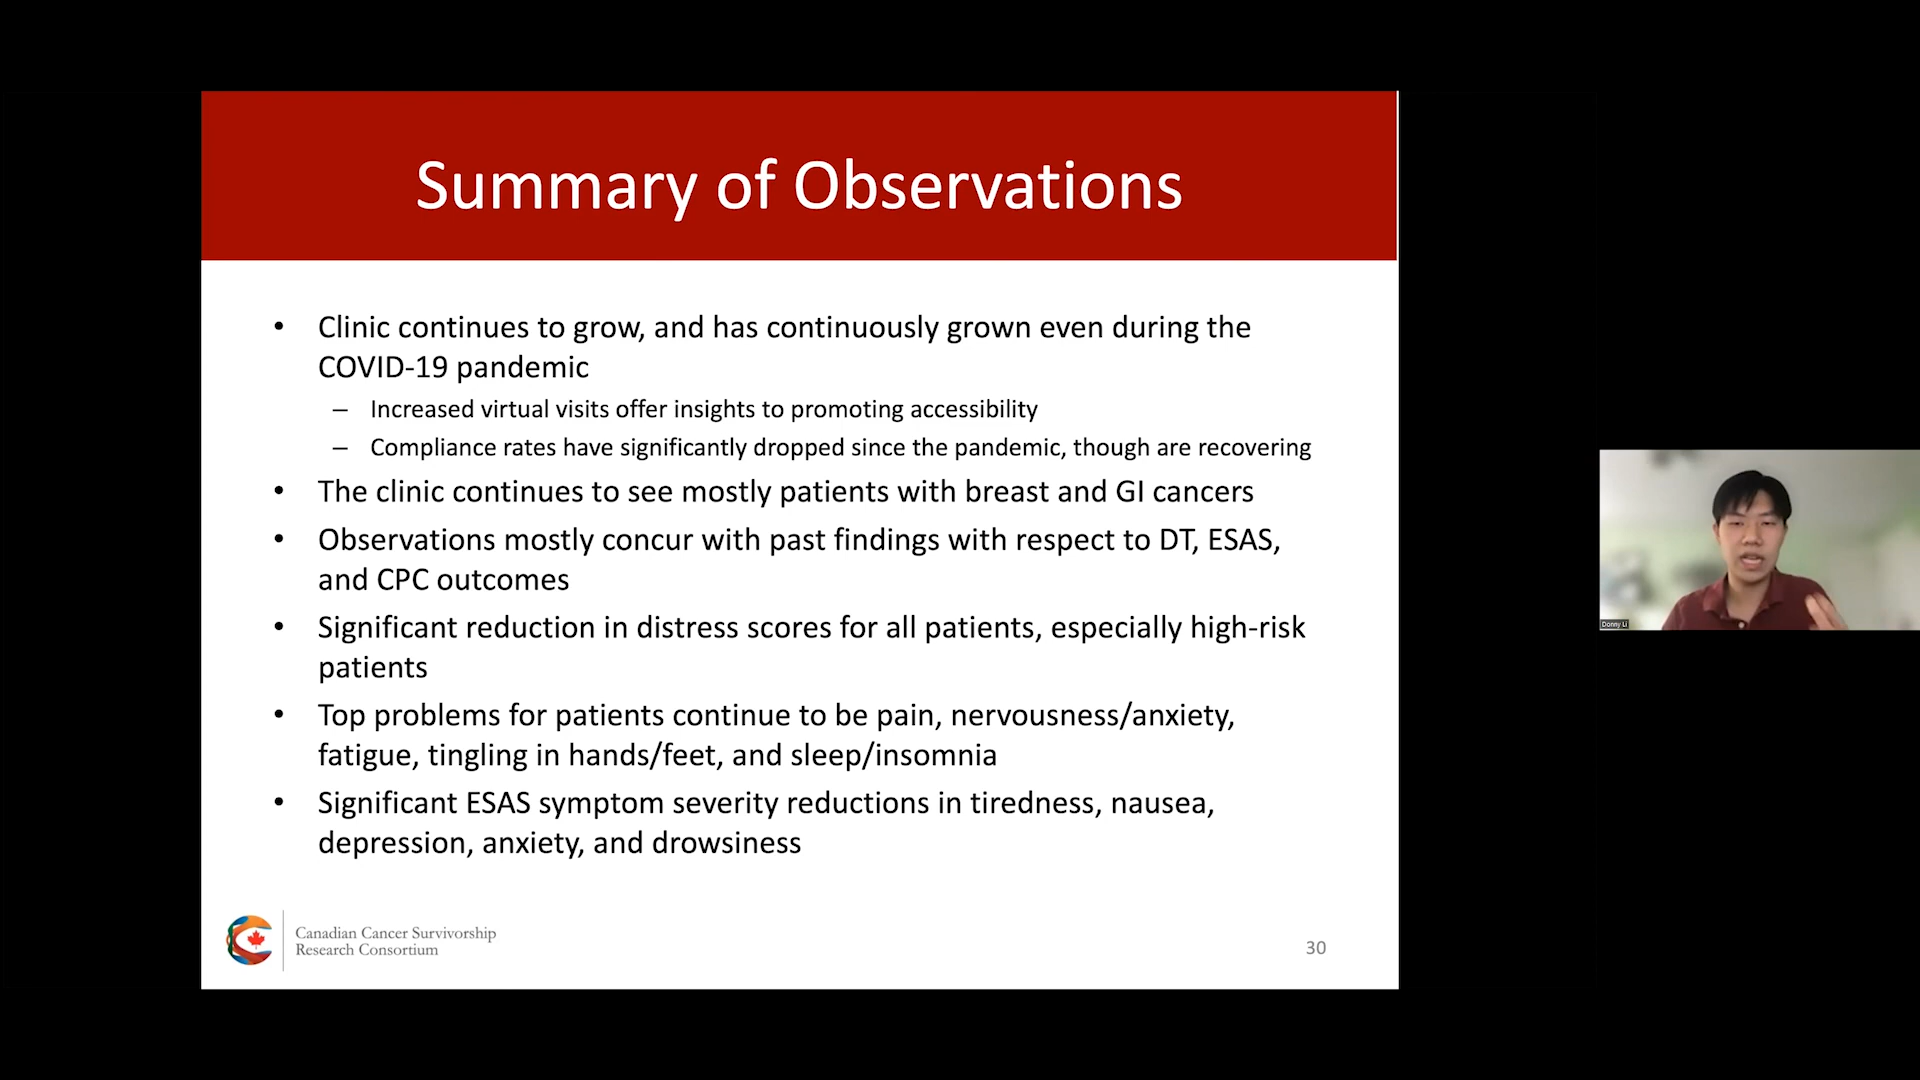 Summary of Observations
• Clinic continues to grow, and has continuously grown even during the
COVID-19 pandemic
– Increased virtual visits offer insights to promoting accessibility
– Compliance rates have significantly dropped since the pandemic, though are recovering
• The clinic continues to see mostly patients with breast and GI cancers
• Observations mostly concur with past findings with respect to DT, ESAS,
and CPC outcomes
• Significant reduction in distress scores for all patients, especially high-risk
patients
• Top problems for patients continue to be pain, nervousness/anxiety,
fatigue, tingling in hands/feet, and sleep/insomnia
• Significant ESAS symptom severity reductions in tiredness, nausea,
depression, anxiety, and drowsiness
Canadian Cancer Survivorship
Research Consortium
30
Donny Li